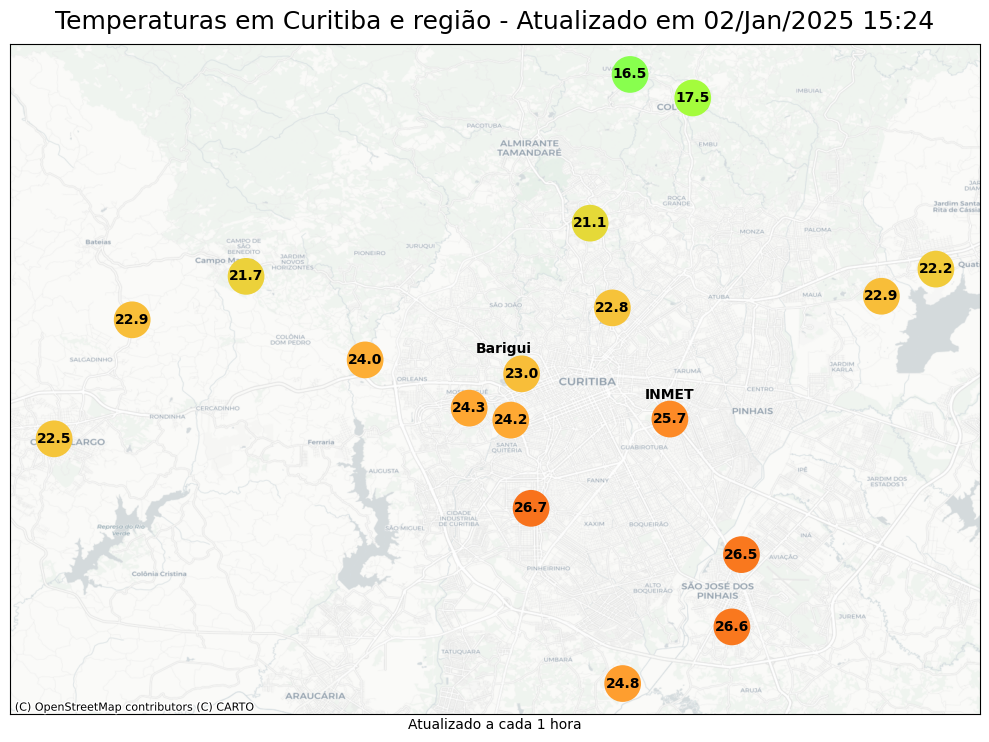 Temperaturas em Curitiba e região - Atualizado em 02/Jan/2025 15:24
16.5
17.5
IMBUIAL
PACOTUBA
ALMIRANTE
TAMANDARÉ
EMBU
ROÇA
GRANDE
Jardim Santa
Rita de Cássia
21.1
MONZA
PALOMA
Bateias
CAMPO DE
SÃO
BENEDITO
JURUQUI
PIONEIRO
JARDIM
NOVOS
HORIZONTES
Campo M
21.7
22.2
Quat
22.9
ATUBA
MAUÁ
SÃO JOÃO
22.8
22.9
COLÔNIA
DOM PEDRO
Barigui
SALGADINHO
24.0
23.0
TARUMÃ
JARDIM
KARLA
ORLEANS
CURITIBA
CENTRO
INMET
24.3
24.2
25.7
PINHAIS
CERCADINHO
RONDINHA
22.5
LARGO
Ferraria
SANTA
QUITÉRIA
GUABIROTUBA
AUGUSTA
IPÊ
FANNY
JARDIM DOS
ESTADOS I
26.7
CIDADE
INDUSTRIAL
DE CURITIBA
SÃO MIGUEL
XAXIM
BOQUEIRÃO
Represa do Rio
Verde
INÁ
26.5
AVIAÇÃO
Colônia Cristina
PINHEIRINHO
ALTO
BOQUEIRÃO
SÃO JOSÉ DOS
PINHAIS
26.6
JUREMA
TATUQUARA
UMBARÁ
24.8
ARUJÁ
ARAUCÁRIA
(C) OpenStreetMap contributors (C) CARTO
Atualizado a cada 1 hora